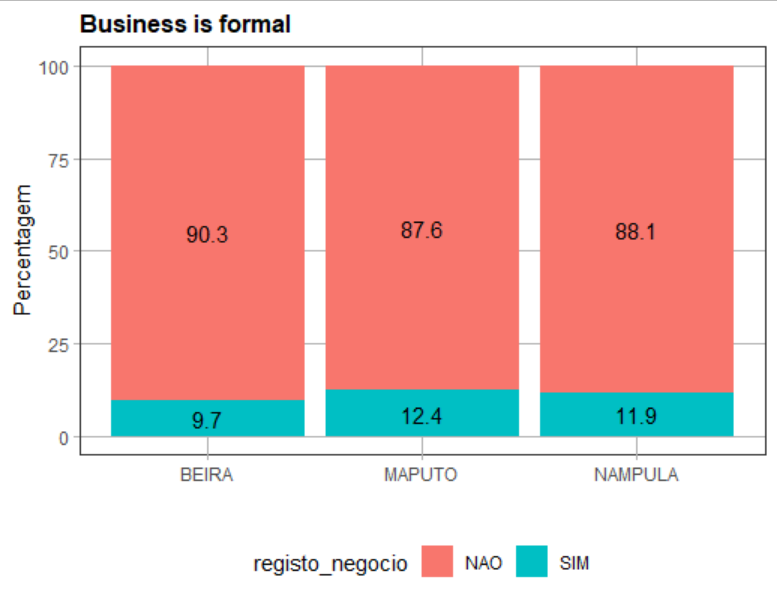 Business is formal
Percentagem
100
75
50
25
0
90.3
87.6
88.1
9.7
12.4
11.9
BEIRA MAPUTO NAMPULA
registo_negocio NAO SIM